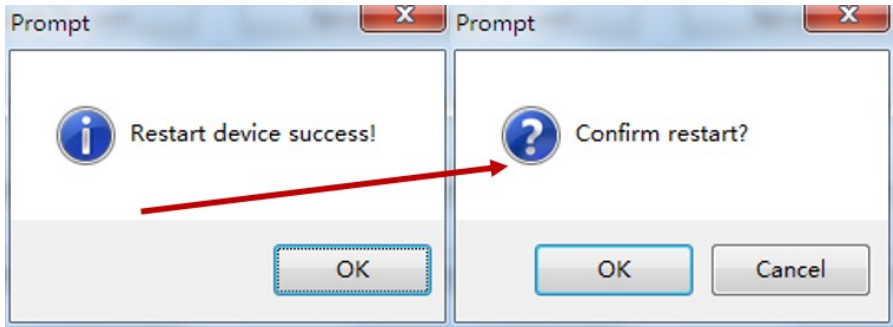 Prompt
Restart device success!
OK
Prompt
Confirm restart?
OK Cancel